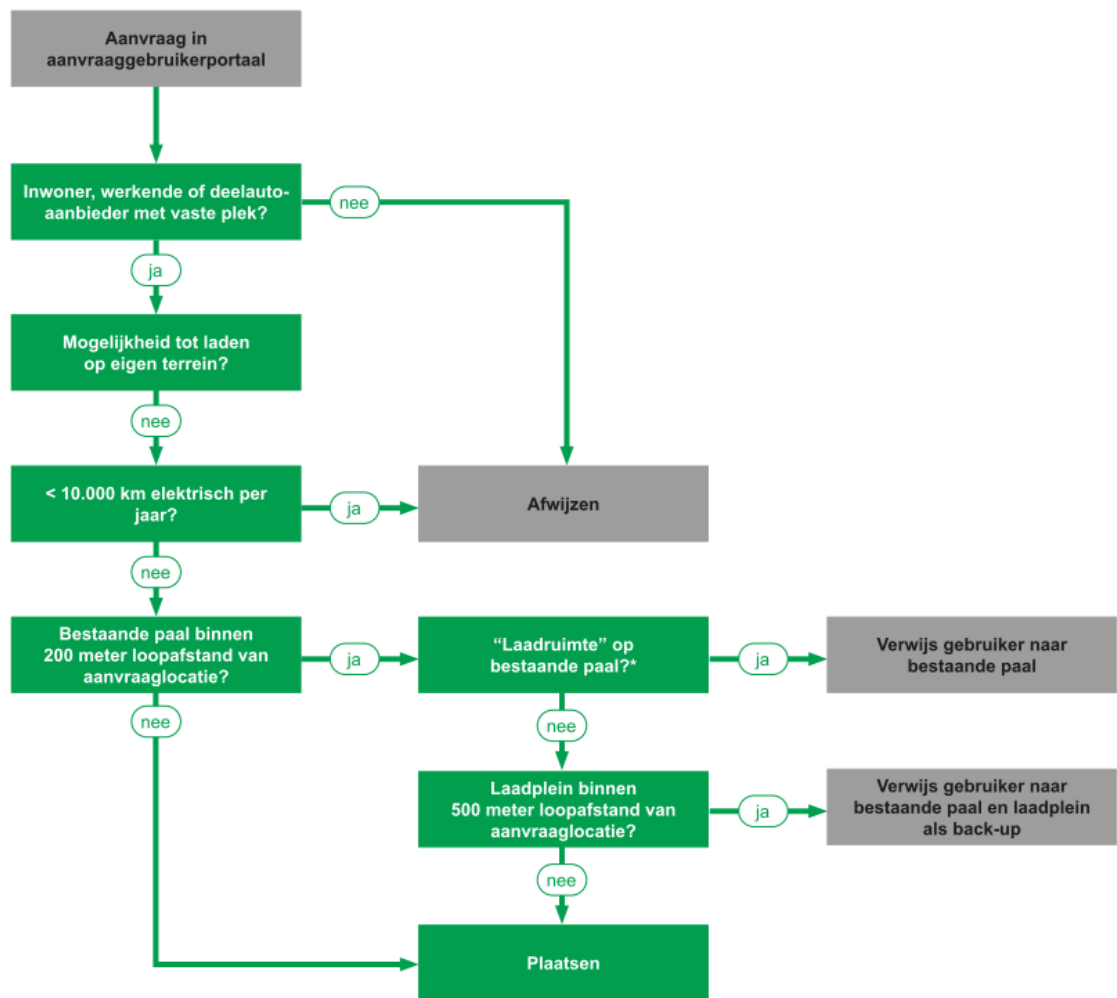 Aanvraag in
aanvraaggebruikerportaal
Inwoner, werkende of deelauto-
aanbieder met vaste plek?
nee
ja
Mogelijkheid tot laden
op eigen terrein?
nee
< 10.000 km elektrisch per
jaar?
ja
Afwijzen
nee
Bestaande paal binnen
200 meter loopafstand van
aanvraaglocatie?
ja
“Laadruimte” op
bestaande paal?*
ja
Verwijs gebruiker naar
bestaande paal
nee
nee
Laadplein binnen
500 meter loopafstand van
aanvraaglocatie?
ja
Verwijs gebruiker naar
bestaande paal en laadplein
als back-up
nee
Plaatsen